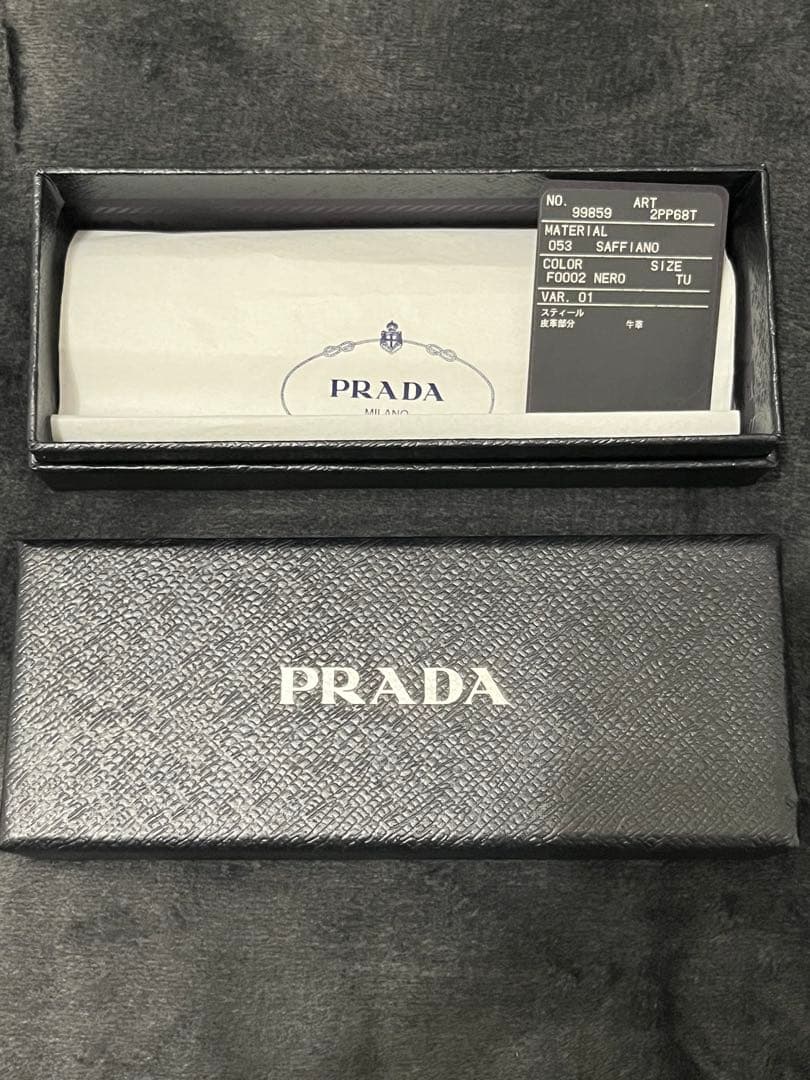 NO. ART
99859 2PP68T
MATERIAL
053 SAFFIANO
COLOR SIZE
F0002 NERO TU
VAR. 01
スティール
皮革部分 牛革
PRADA
MILANO
PRADA